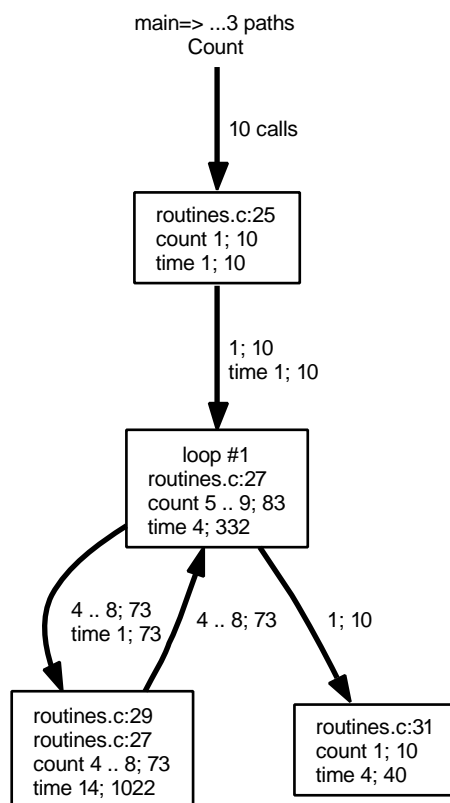 main=> ...3 paths
Count
10 calls
routines.c:25
count 1; 10
time 1; 10
1; 10
time 1; 10
loop #1
routines.c:27
count 5 .. 9; 83
time 4; 332
4 .. 8; 73
time 1; 73
4 .. 8; 73
1; 10
routines.c:29
routines.c:27
count 4 .. 8; 73
time 14; 1022
routines.c:31
count 1; 10
time 4; 40